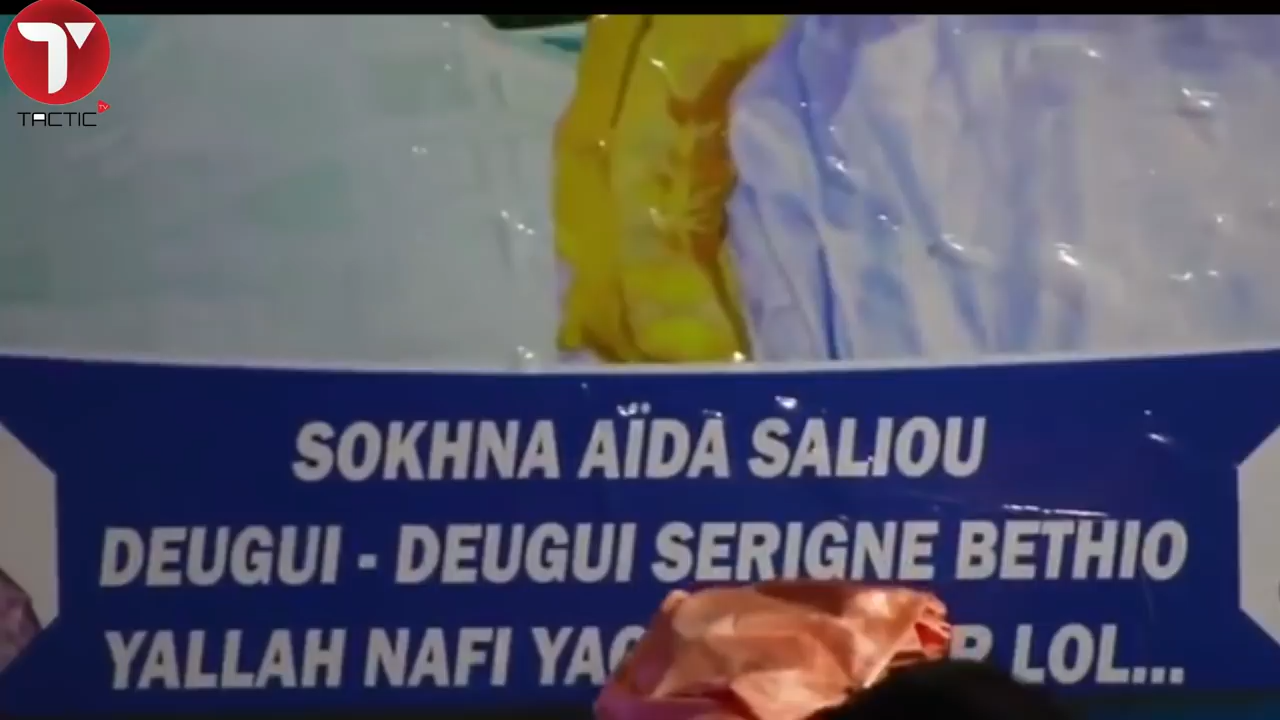 TACTIC TV
SOKHNA AÏDA SALIOU
DEUGUI - DEUGUI SERIGNE BETHIO
YALLAH NAFI LOL...